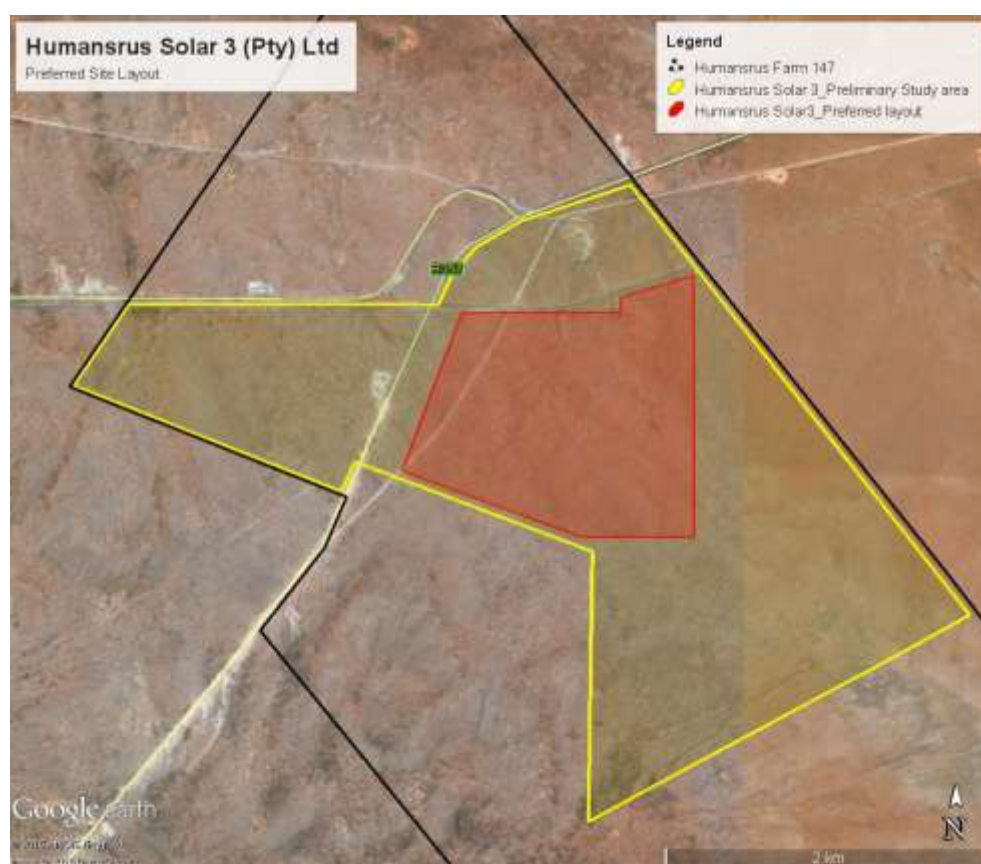 Humansrus Solar 3 (Pty) Ltd
Preferred Site Layout
Legend
Humansrus Farm 147
Humansrus Solar 3_Preliminary Study area
Humansrus Solar3_Preferred layout
Google earth
N
2 km